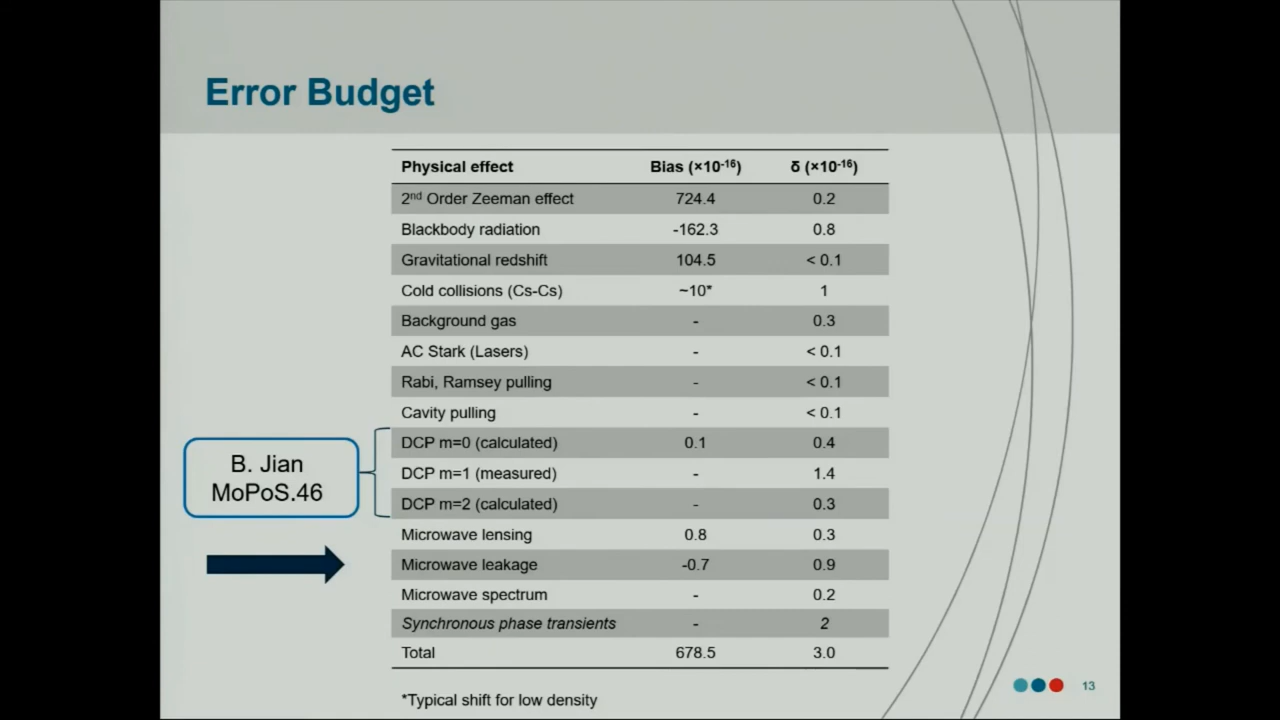 Error Budget
Physical effect Bias (×10-16) δ (×10-16)
2nd Order Zeeman effect 724.4 0.2
Blackbody radiation -162.3 0.8
Gravitational redshift 104.5 < 0.1
Cold collisions (Cs-Cs) ~10* 1
Background gas - 0.3
AC Stark (Lasers) - < 0.1
Rabi, Ramsey pulling - < 0.1
Cavity pulling - < 0.1
DCP m=0 (calculated) 0.1 0.4
DCP m=1 (measured) - 1.4
DCP m=2 (calculated) - 0.3
Microwave lensing 0.8 0.3
Microwave leakage -0.7 0.9
Microwave spectrum - 0.2
Synchronous phase transients - 2
Total 678.5 3.0
B. Jian
MoPoS.46
*Typical shift for low density
13